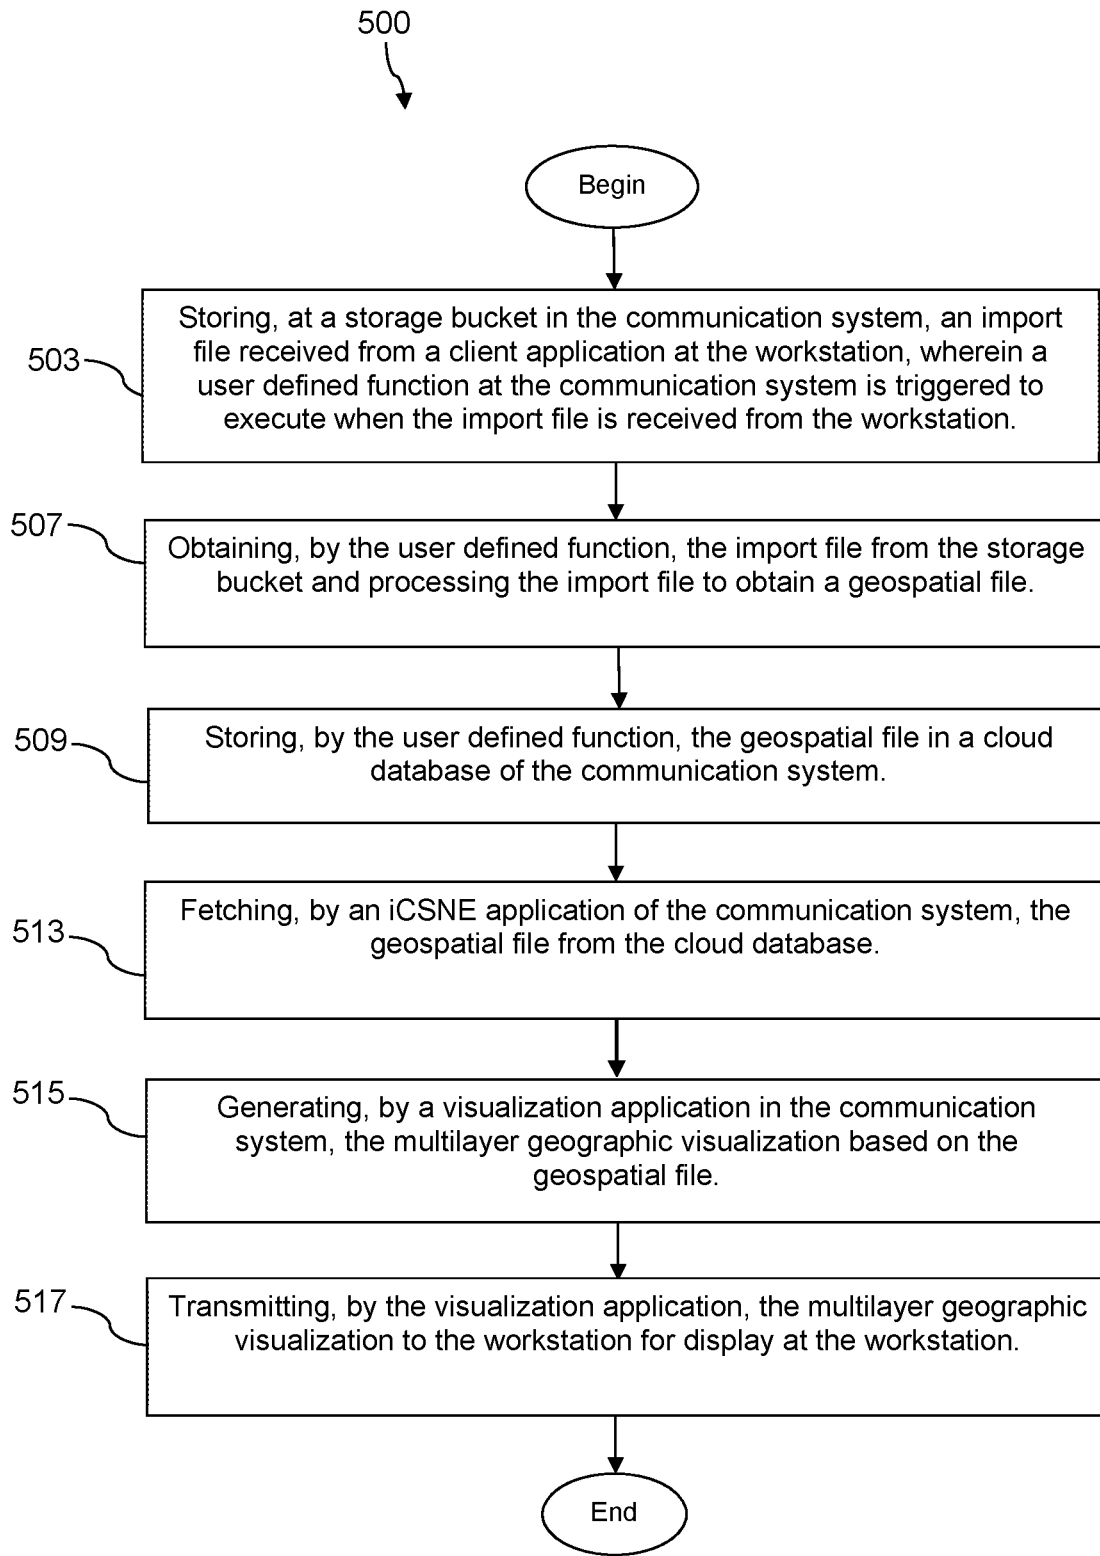 500
Begin
503
Storing, at a storage bucket in the communication system, an import
file received from a client application at the workstation, wherein a
user defined function at the communication system is triggered to
execute when the import file is received from the workstation.
507
Obtaining, by the user defined function, the import file from the storage
bucket and processing the import file to obtain a geospatial file.
509
Storing, by the user defined function, the geospatial file in a cloud
database of the communication system.
513
Fetching, by an iCSNE application of the communication system, the
geospatial file from the cloud database.
515
Generating, by a visualization application in the communication
system, the multilayer geographic visualization based on the
geospatial file.
517
Transmitting, by the visualization application, the multilayer geographic
visualization to the workstation for display at the workstation.
End